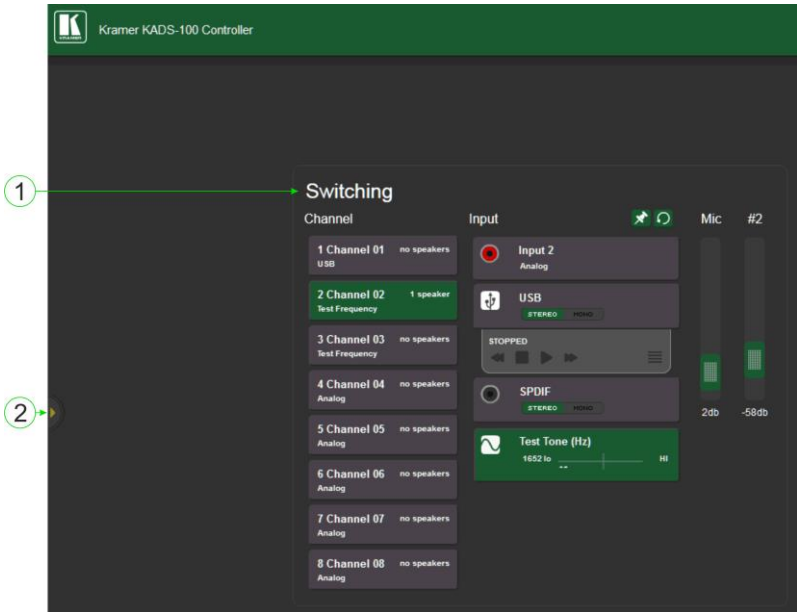 KRAMER
Kramer KADS-100 Controller
1
Switching
Channel
Input
Mic
#2
1 Channel 01 no speakers
USB
2 Channel 02 1 speaker
Test Frequency
3 Channel 03 no speakers
Test Frequency
4 Channel 04 no speakers
Analog
5 Channel 05 no speakers
Analog
6 Channel 06 no speakers
Analog
7 Channel 07 no speakers
Analog
8 Channel 08 no speakers
Analog
Input 2
Analog
USB
STEREO MONO
STOPPED
SPDIF
STEREO MONO
Test Tone (Hz)
1652 lo -- HI
2db
-58db
2